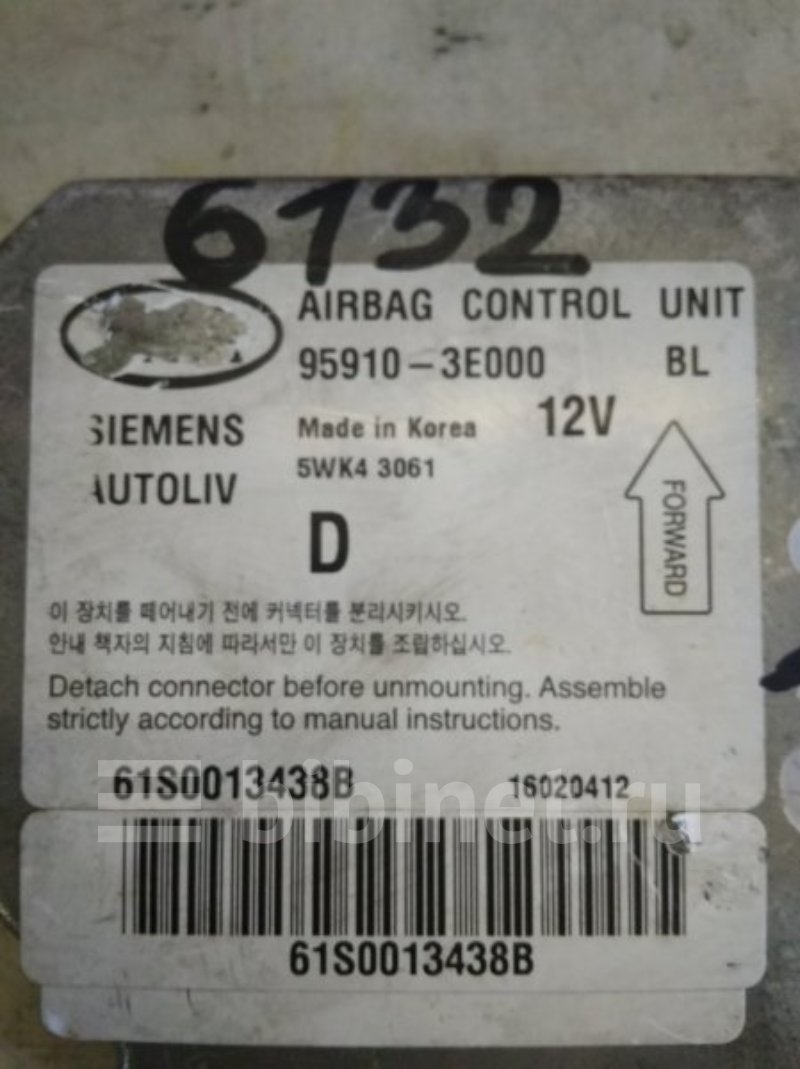 6132
AIRBAG CONTROL UNIT
95910-3E000 BL
SIEMENS
AUTOLIV
Made in Korea 12V
5WK4 3061
D
FORWARD
이 장치를 떼어내기 전에 커넥터를 분리시키시오.
안내 책자의 지침에 따라서만 이 장치를 조립하십시오.
Detach connector before unmounting. Assemble
strictly according to manual instructions.
61S0013438B 16020412
bibinet.ru
61S0013438B